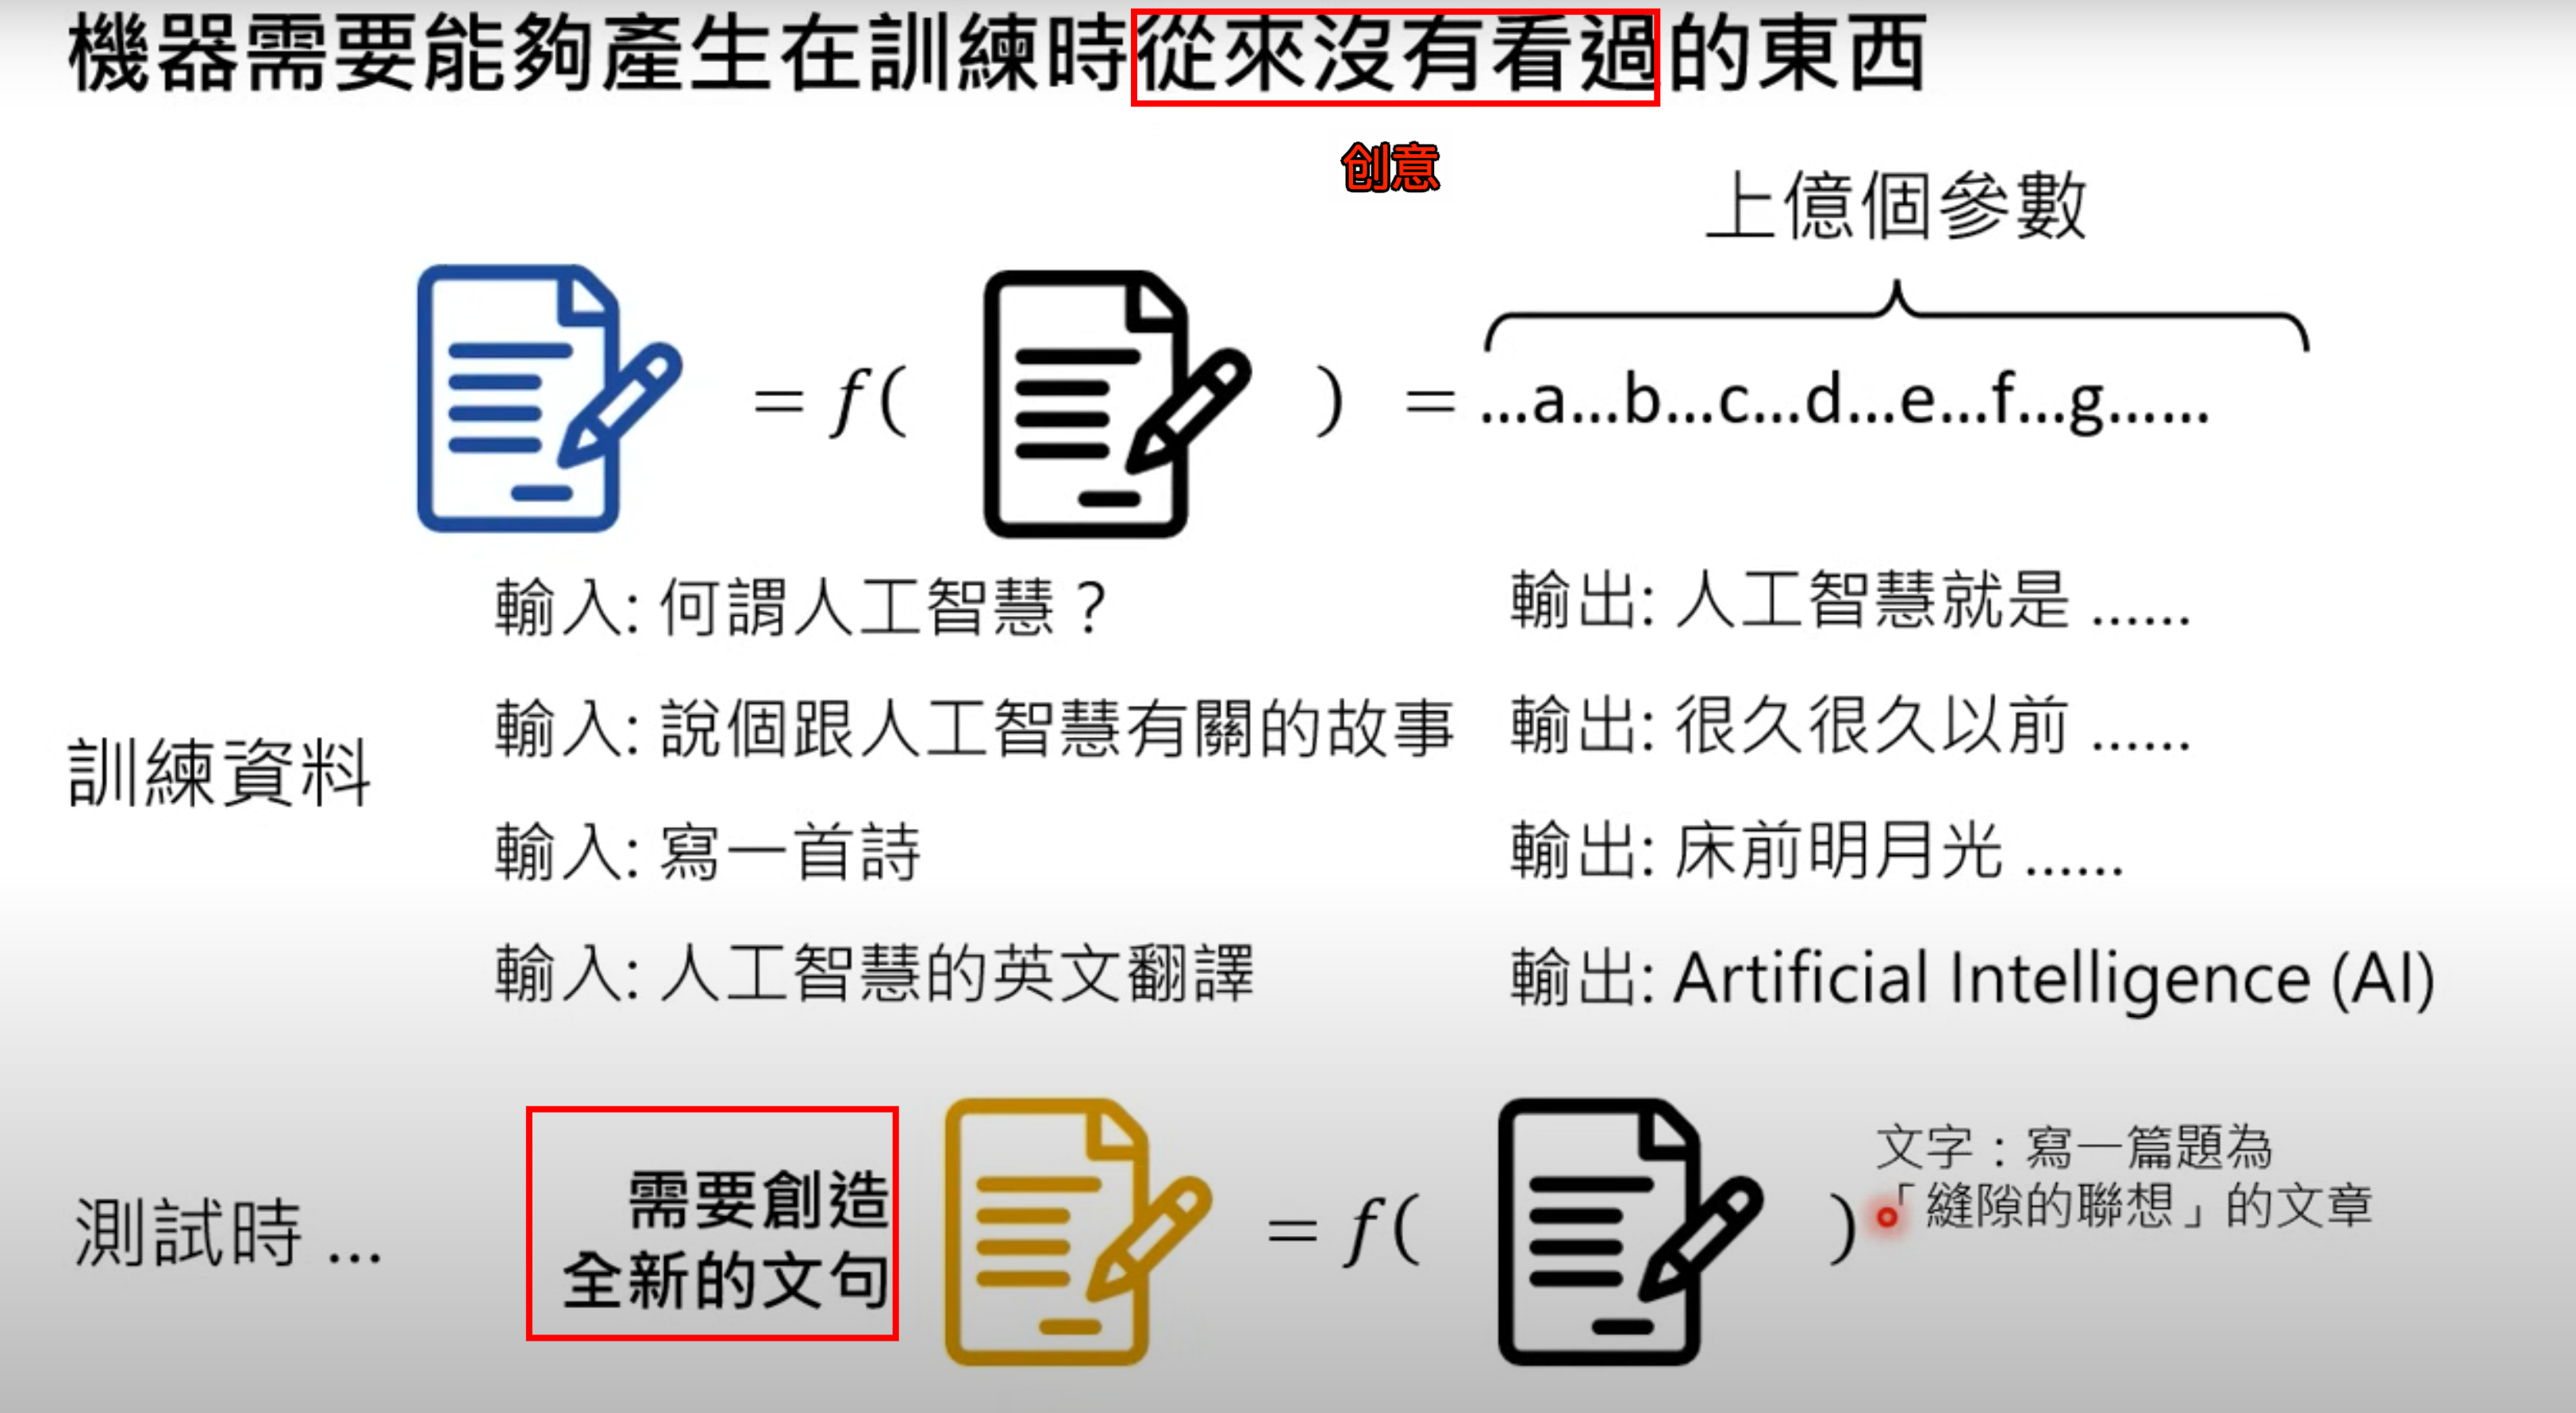 機器需要能夠產生在訓練時從來沒有看過的東西
创意
上億個參數
= f( ) = ...a...b...c...d...e...f...g......
輸入: 何謂人工智慧？
輸出: 人工智慧就是 ......
訓練資料
輸入: 說個跟人工智慧有關的故事
輸出: 很久很久以前 ......
輸入: 寫一首詩
輸出: 床前明月光 ......
輸入: 人工智慧的英文翻譯
輸出: Artificial Intelligence (AI)
測試時 ...
需要創造
全新的文句
= f( )
文字：寫一篇題為
「縫隙的聯想」的文章